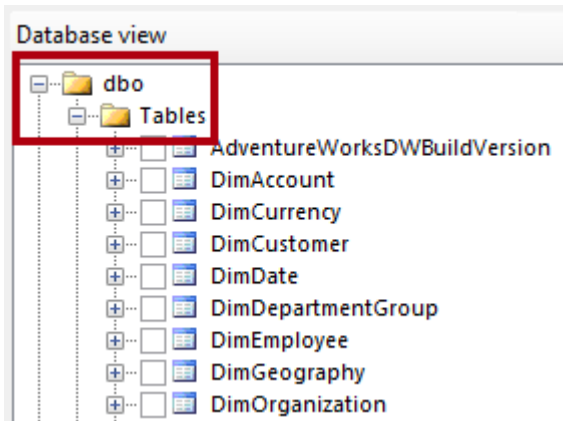 Database view
dbo
Tables
AdventureWorksDWBuildVersion
DimAccount
DimCurrency
DimCustomer
DimDate
DimDepartmentGroup
DimEmployee
DimGeography
DimOrganization